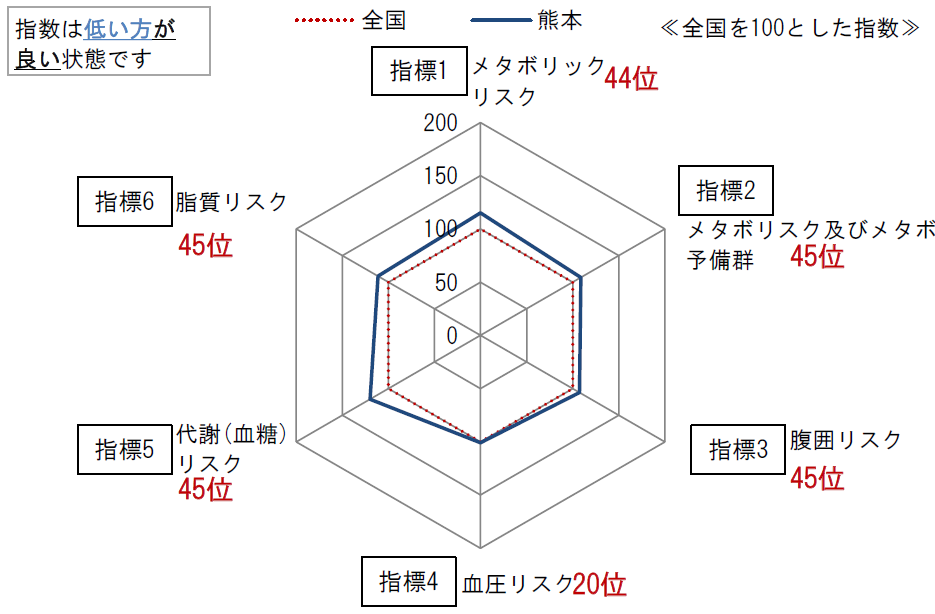 指数は低い方が
良い状態です
全国
熊本
≪全国を100とした指数≫
指標1
メタボリック
リスク
44位
200
150
100
50
0
指標2
メタボリスク及びメタボ
予備群
45位
指標3
腹囲リスク
45位
指標4
血圧リスク
20位
指標5
代謝(血糖)
リスク
45位
指標6
脂質リスク
45位